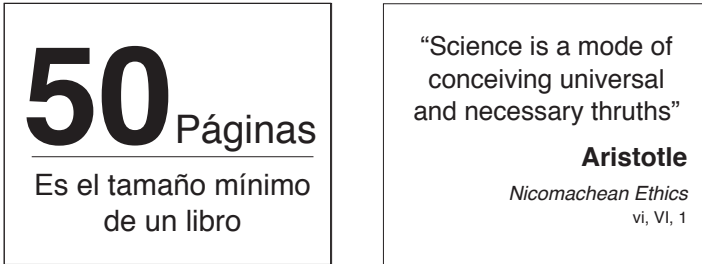 50 Páginas
Es el tamaño mínimo
de un libro
“Science is a mode of
conceiving universal
and necessary thruths”
Aristotle
Nicomachean Ethics
vi, VI, 1